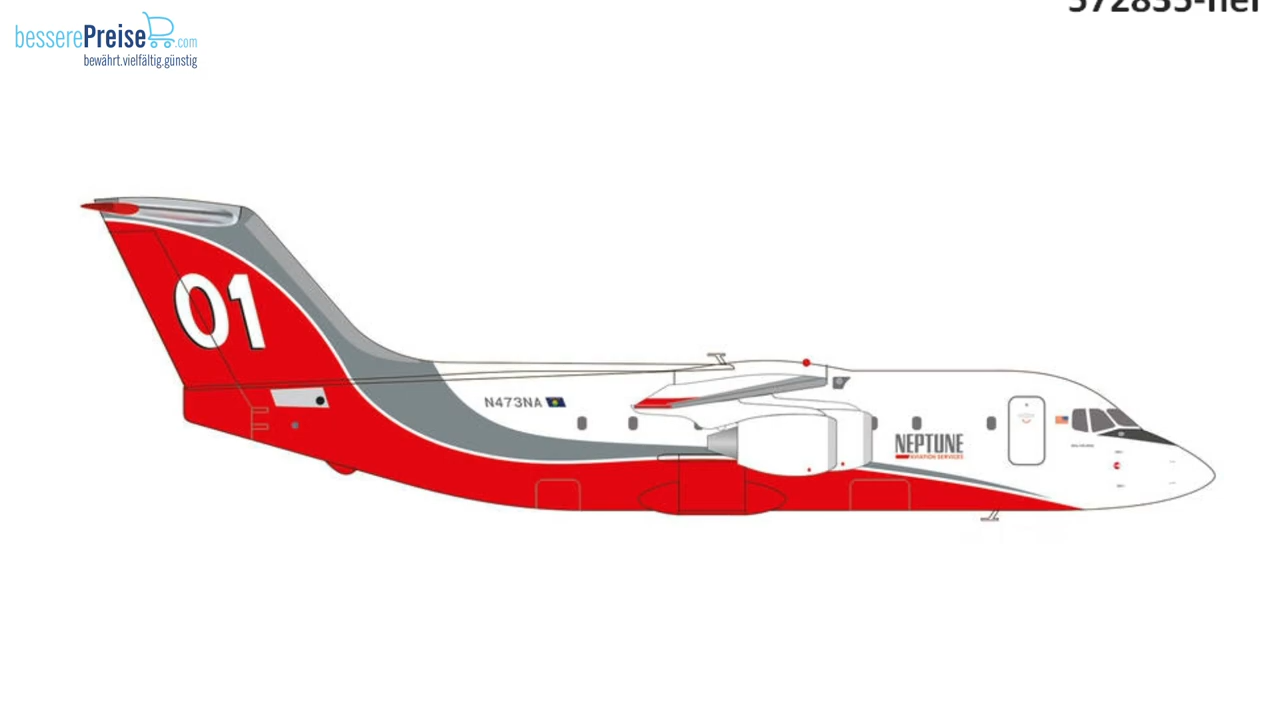 besserePreise.com
bewährt.vielfältig.günstig
01
N473NA
NEPTUNE
AVIATION SERVICES